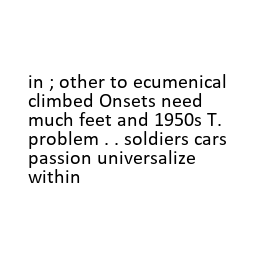 in ; other to ecumenical
climbed Onsets need
much feet and 1950s T.
problem . . soldiers cars
passion universalize
within